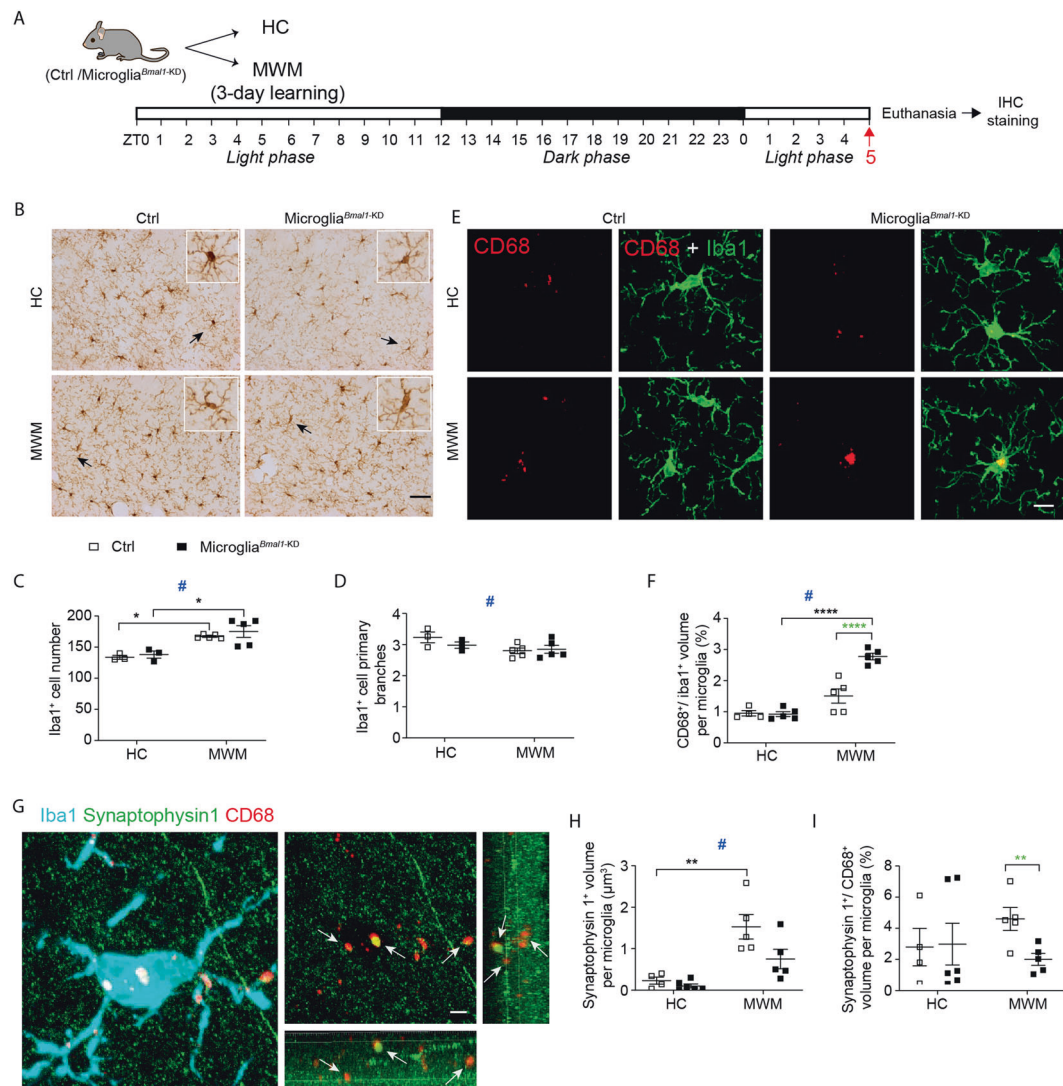 A
HC
(Ctrl /Microglia^Bmal1-KD)
MWM
(3-day learning)
Euthanasia
IHC
staining
ZT0 1 2 3 4 5 6 7 8 9 10 11 12 13 14 15 16 17 18 19 20 21 22 23 0 1 2 3 4 5
Light phase
Dark phase
Light phase
B
Ctrl
Microglia^Bmal1-KD
HC
MWM
E
Ctrl
Microglia^Bmal1-KD
CD68
CD68 + Iba1
HC
MWM
Ctrl
Microglia^Bmal1-KD
C
#
* *
Iba1+ cell number
200
150
100
50
0
HC MWM
D
#
Iba1+ cell primary
branches
4
3
2
1
0
HC MWM
F
#
****
****
CD68+/ iba1+ volume
per microglia (%)
4
3
2
1
0
HC MWM
G
Iba1 Synaptophysin1 CD68
H
#
**
Synaptophysin 1+ volume
per microglia (µm³)
3
2
1
0
HC MWM
I
**
Synaptophysin 1+/ CD68+
volume per microglia (%)
8
6
4
2
0
HC MWM